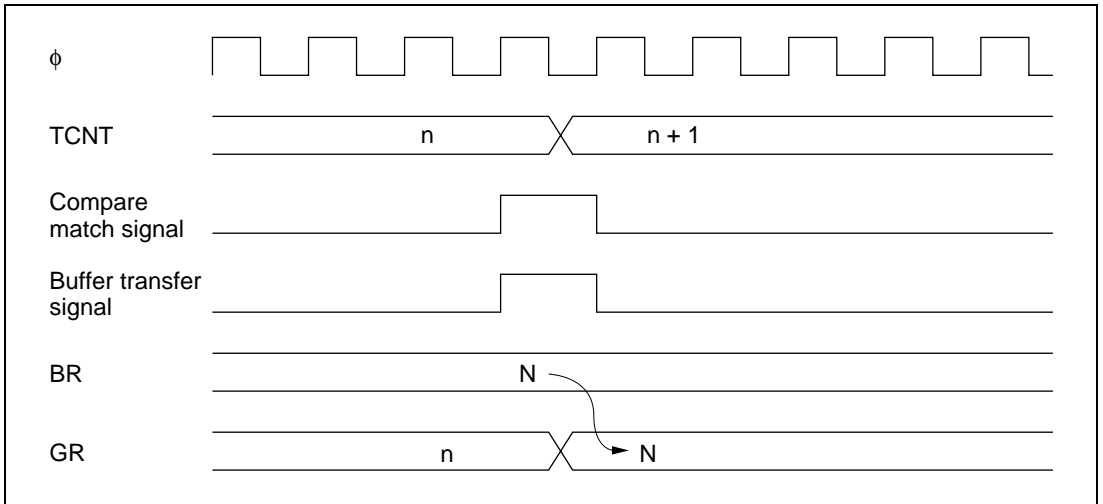 ϕ
TCNT
n
n + 1
Compare
match signal
Buffer transfer
signal
BR
N
GR
n
N